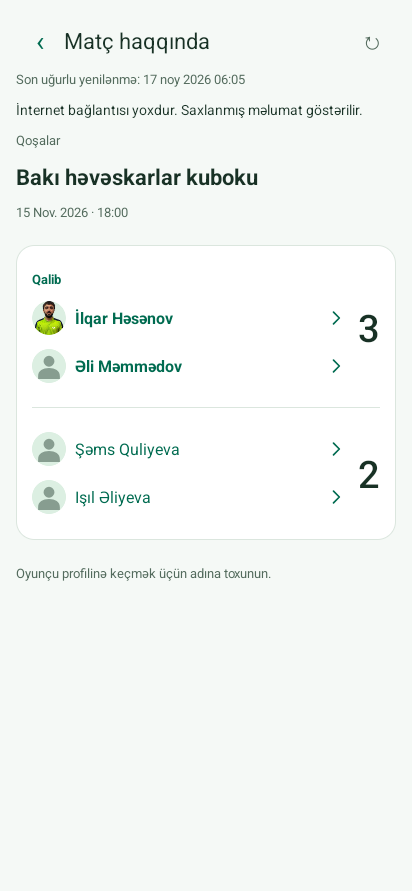 Matç haqqında
Son uğurlu yenilənmə: 17 noy 2026 06:05
İnternet bağlantısı yoxdur. Saxlanmış məlumat göstərilir.
Qoşalar
Bakı həvəskarlar kuboku
15 Nov. 2026 · 18:00
Qalib
İlqar Həsənov
3
Əli Məmmədov
Şəms Quliyeva
2
Işıl Əliyeva
Oyunçu profilinə keçmək üçün adına toxunun.